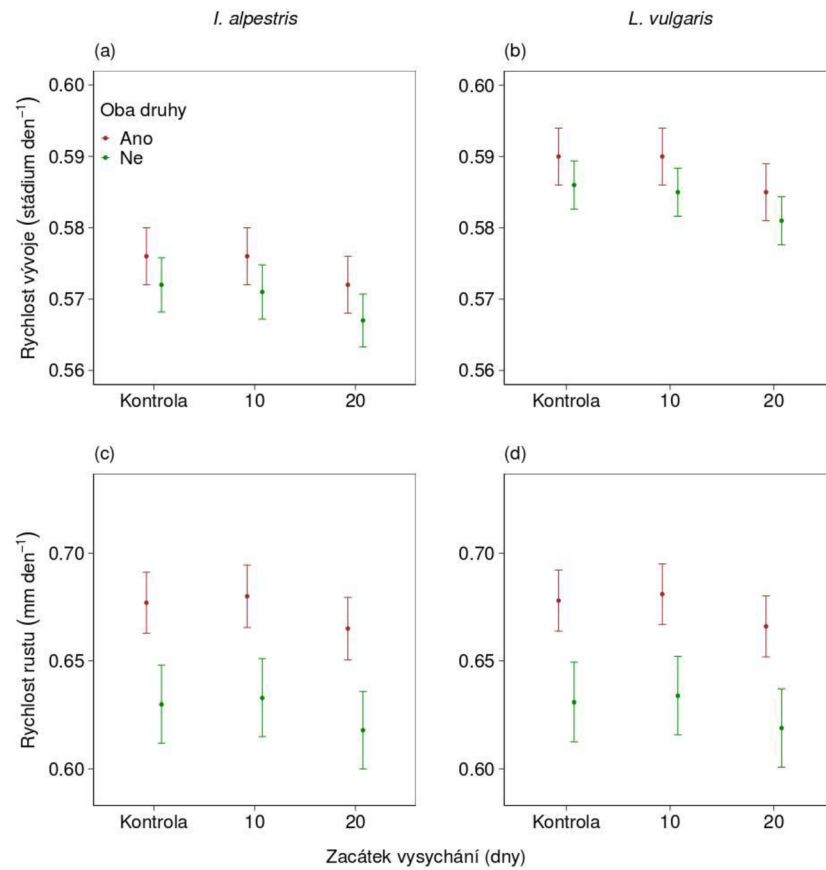 I. alpestris
L. vulgaris
(a)
(b)
Rychlost vývoje (stádium den⁻¹)
0.60
0.59
0.58
0.57
0.56
Oba druhy
Ano
Ne
Kontrola 10 20
0.60
0.59
0.58
0.57
0.56
Kontrola 10 20
(c)
(d)
Rychlost rustu (mm den⁻¹)
0.70
0.65
0.60
Kontrola 10 20
0.70
0.65
0.60
Kontrola 10 20
Zacátek vysychání (dny)